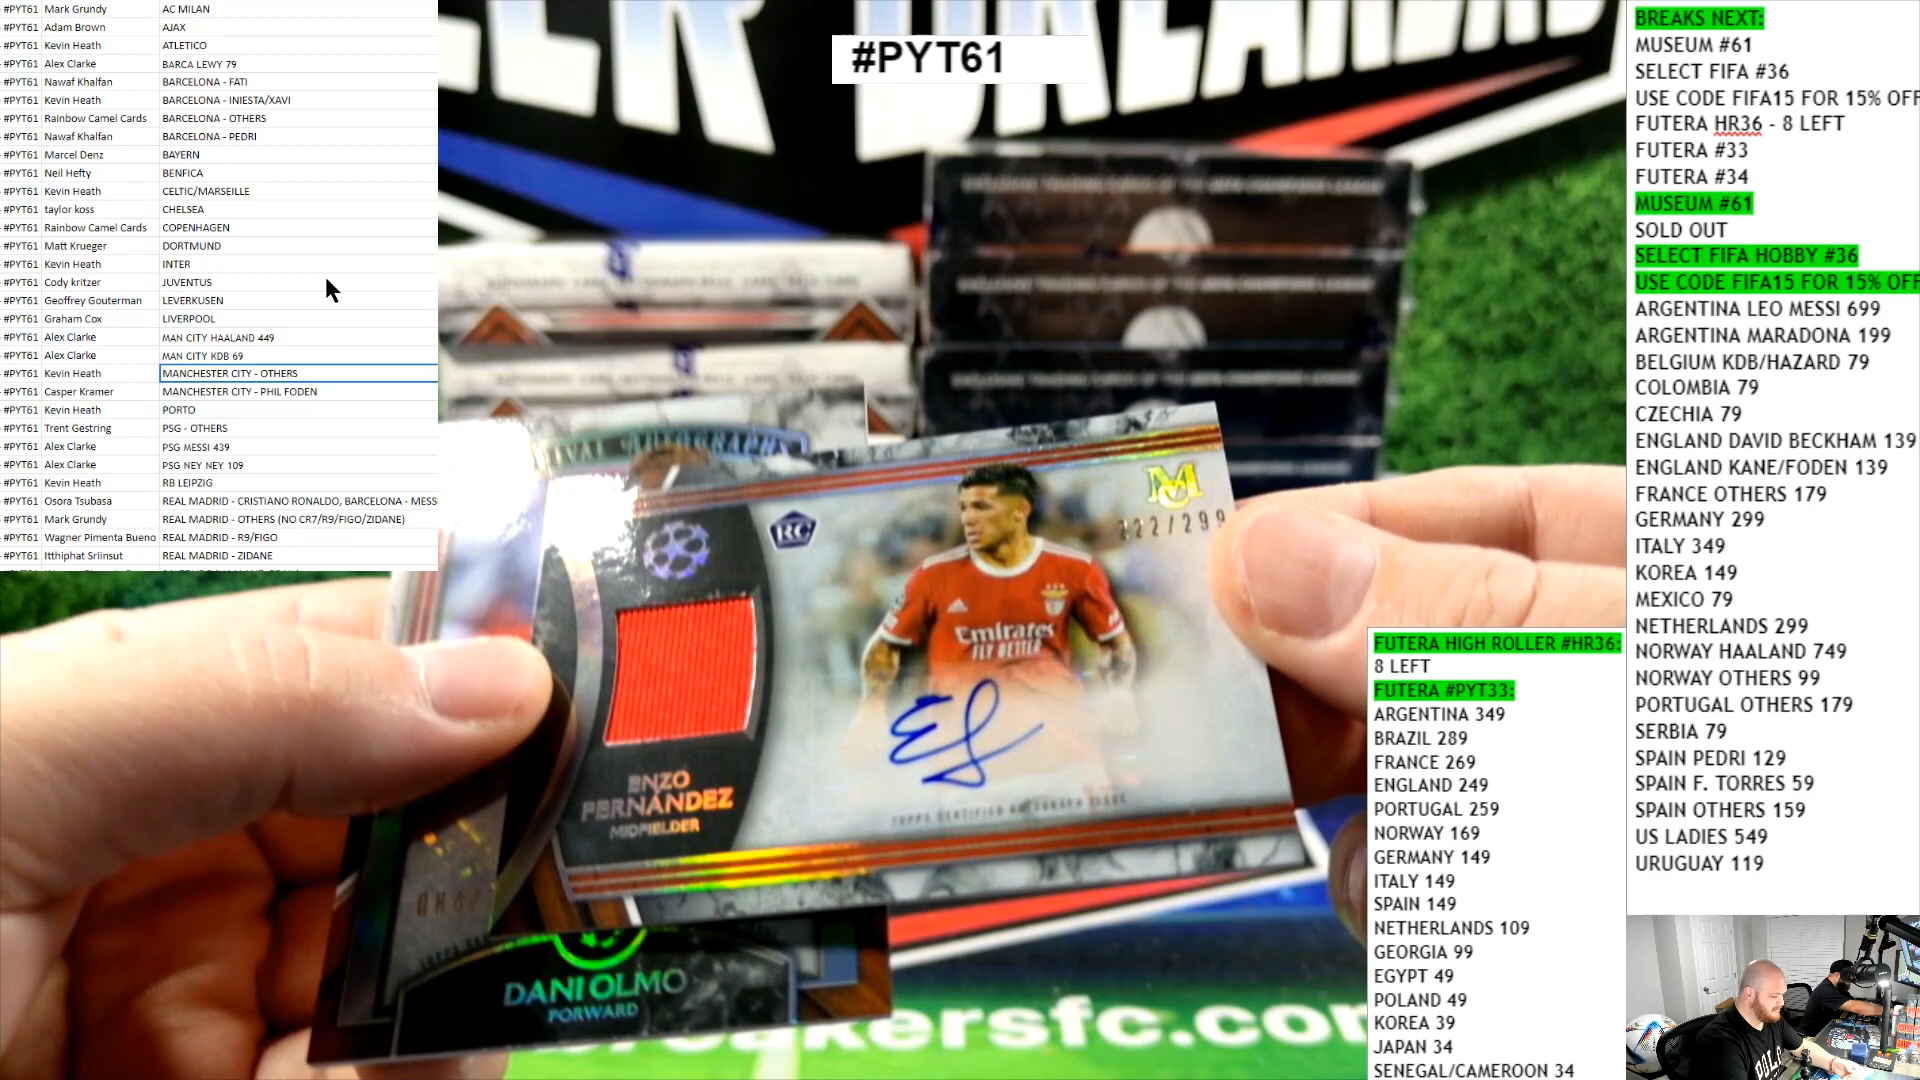 #PYT61 Mark Grundy AC MILAN
#PYT61 Adam Brown AJAX
#PYT61 Kevin Heath ATLETICO
#PYT61 Alex Clarke BARCA LEWY 79
#PYT61 Nawaf Khalfan BARCELONA - FATI
#PYT61 Kevin Heath BARCELONA - INIESTA/XAVI
#PYT61 Rainbow Camel Cards BARCELONA - OTHERS
#PYT61 Nawaf Khalfan BARCELONA - PEDRI
#PYT61 Marcel Denz BAYERN
#PYT61 Neil Hefty BENFICA
#PYT61 Kevin Heath CELTIC/MARSEILLE
#PYT61 taylor koss CHELSEA
#PYT61 Rainbow Camel Cards COPENHAGEN
#PYT61 Matt Krueger DORTMUND
#PYT61 Kevin Heath INTER
#PYT61 Cody kritzer JUVENTUS
#PYT61 Geoffrey Gouterman LEVERKUSEN
#PYT61 Graham Cox LIVERPOOL
#PYT61 Alex Clarke MAN CITY HAALAND 449
#PYT61 Alex Clarke MAN CITY KDB 69
#PYT61 Kevin Heath MANCHESTER CITY - OTHERS
#PYT61 Casper Kramer MANCHESTER CITY - PHIL FODEN
#PYT61 Kevin Heath PORTO
#PYT61 Trent Gestring PSG - OTHERS
#PYT61 Alex Clarke PSG MESSI 439
#PYT61 Alex Clarke PSG NEY NEY 109
#PYT61 Kevin Heath RB LEIPZIG
#PYT61 Osora Tsubasa REAL MADRID - CRISTIANO RONALDO, BARCELONA - MESS
#PYT61 Mark Grundy REAL MADRID - OTHERS (NO CR7/R9/FIGO/ZIDANE)
#PYT61 Wagner Pimenta Bueno REAL MADRID - R9/FIGO
#PYT61 Itthiphat Sriinsut REAL MADRID - ZIDANE
#PYT61
AUTOGRAPHS
RC
MC
222/299
Emirates
FLY BETTER
ENZO
FERNÁNDEZ
MIDFIELDER
TOPPS CERTIFIED AUTOGRAPH ISSUE
DANI OLMO
FORWARD
breakersfc.com
BREAKS NEXT:
MUSEUM #61
SELECT FIFA #36
USE CODE FIFA15 FOR 15% OFF
FUTERA HR36 - 8 LEFT
FUTERA #33
FUTERA #34
MUSEUM #61
SOLD OUT
SELECT FIFA HOBBY #36
USE CODE FIFA15 FOR 15% OFF
ARGENTINA LEO MESSI 699
ARGENTINA MARADONA 199
BELGIUM KDB/HAZARD 79
COLOMBIA 79
CZECHIA 79
ENGLAND DAVID BECKHAM 139
ENGLAND KANE/FODEN 139
FRANCE OTHERS 179
GERMANY 299
ITALY 349
KOREA 149
MEXICO 79
NETHERLANDS 299
NORWAY HAALAND 749
NORWAY OTHERS 99
PORTUGAL OTHERS 179
SERBIA 79
SPAIN PEDRI 129
SPAIN F. TORRES 59
SPAIN OTHERS 159
US LADIES 549
URUGUAY 119
FUTERA HIGH ROLLER #HR36:
8 LEFT
FUTERA #PYT33:
ARGENTINA 349
BRAZIL 289
FRANCE 269
ENGLAND 249
PORTUGAL 259
NORWAY 169
GERMANY 149
ITALY 149
SPAIN 149
NETHERLANDS 109
GEORGIA 99
EGYPT 49
POLAND 49
KOREA 39
JAPAN 34
SENEGAL/CAMEROON 34
POLO